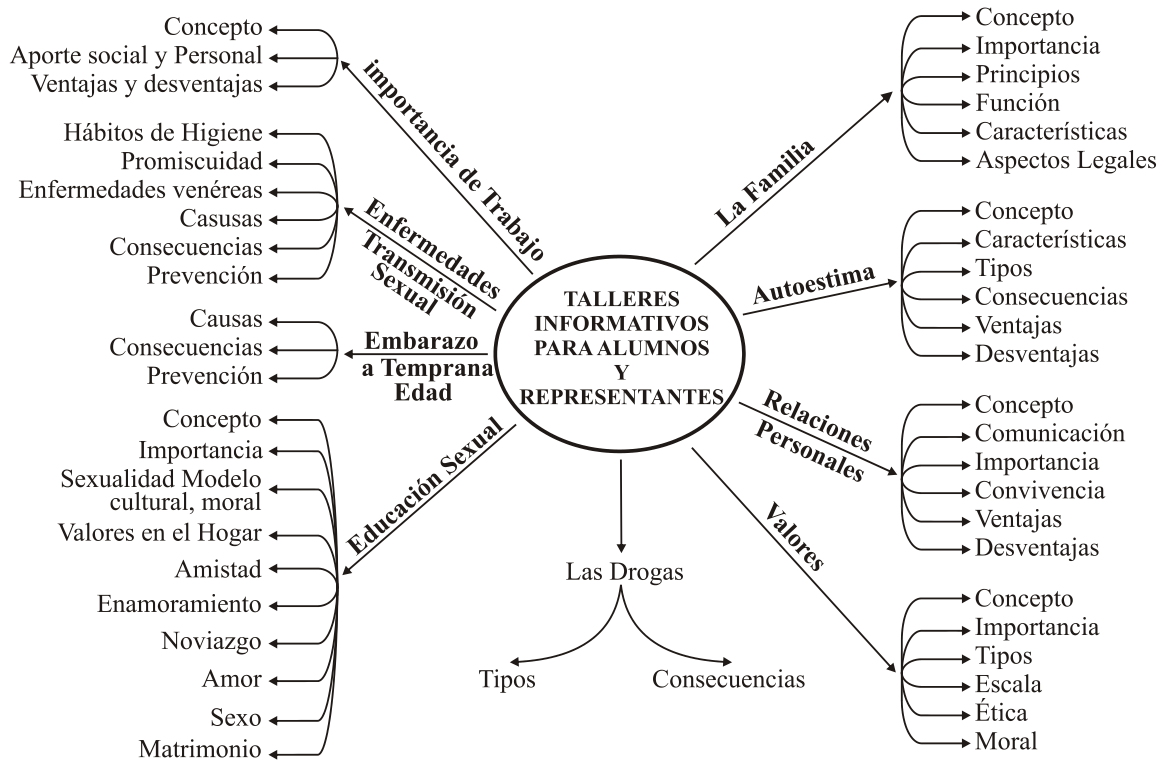 Concepto
Aporte social y Personal
Ventajas y desventajas
importancia de Trabajo
Hábitos de Higiene
Promiscuidad
Enfermedades venéreas
Casusas
Consecuencias
Prevención
Enfermedades
Transmisión
Sexual
Causas
Consecuencias
Prevención
Embarazo
a Temprana
Edad
Concepto
Importancia
Sexualidad Modelo
cultural, moral
Valores en el Hogar
Amistad
Enamoramiento
Noviazgo
Amor
Sexo
Matrimonio
Educación Sexual
TALLERES
INFORMATIVOS
PARA ALUMNOS
Y
REPRESENTANTES
Las Drogas
Tipos
Consecuencias
La Familia
Concepto
Importancia
Principios
Función
Característícas
Aspectos Legales
Autoestima
Concepto
Característícas
Tipos
Consecuencias
Ventajas
Desventajas
Relaciones
Personales
Concepto
Comunicación
Importancia
Convivencia
Ventajas
Desventajas
Valores
Concepto
Importancia
Tipos
Escala
Ética
Moral